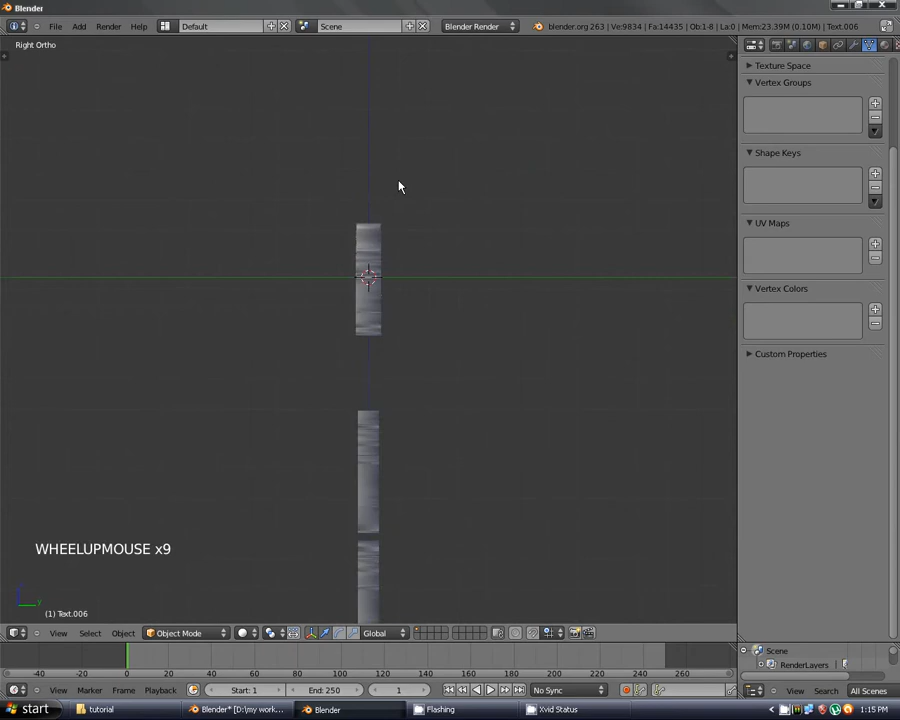 Blender
File Add Render Help Default Scene Blender Render blender.org 263 | Ve:9834 | Fa:14435 | Ob:1-8 | La:0 | Mem:23.39M (0.10M) | Text.006
Right Ortho
Texture Space
Vertex Groups
Shape Keys
UV Maps
Vertex Colors
Custom Properties
WHEELUPMOUSE x9
z
y
(1) Text.006
View Select Object Object Mode Global
Scene
RenderLayers
-40 -20 0 20 40 60 80 100 120 140 160 180 200 220 240 260
View Marker Frame Playback Start: 1 End: 250 1 No Sync View Search All Scenes
start tutorial Blender* [D:\my work... Blender Flashing Xvid Status 1:15 PM